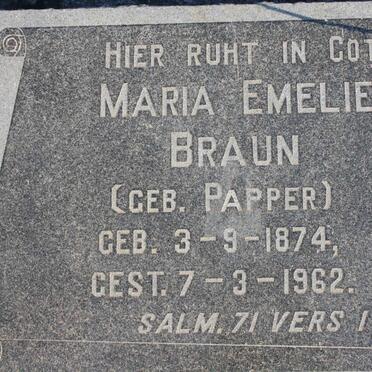 HIER RUHT IN GOT
MARIA EMELIE
BRAUN
(GEB. PAPPER)
GEB. 3-9-1874,
GEST. 7-3-1962.
SALM. 71 VERS 1